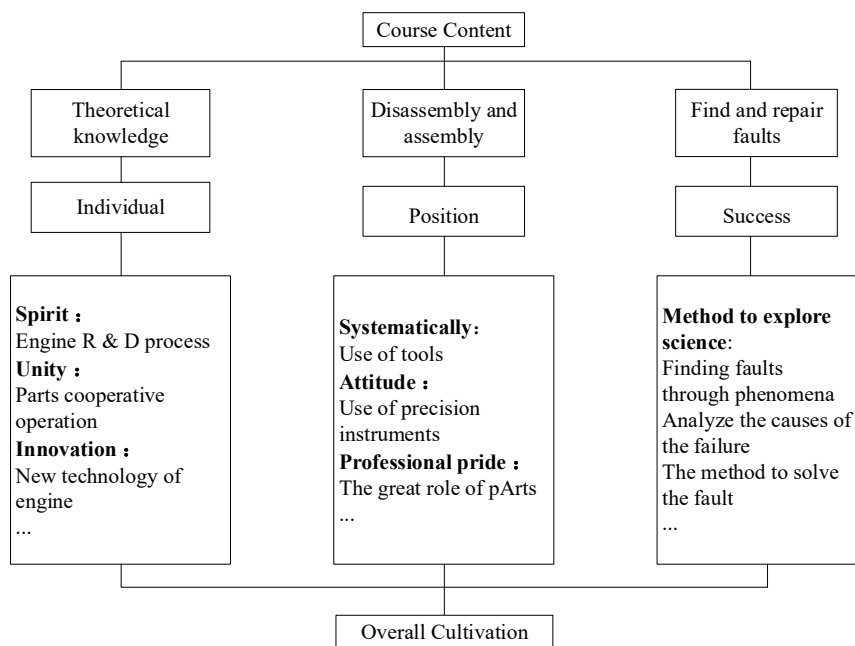 Course Content
Theoretical
knowledge
Disassembly and
assembly
Find and repair
faults
Individual
Position
Success
Spirit ：
Engine R & D process
Unity ：
Parts cooperative
operation
Innovation ：
New technology of
engine
...
Systematically：
Use of tools
Attitude ：
Use of precision
instruments
Professional pride ：
The great role of pArts
...
Method to explore
science:
Finding faults
through phenomena
Analyze the causes of
the failure
The method to solve
the fault
...
Overall Cultivation